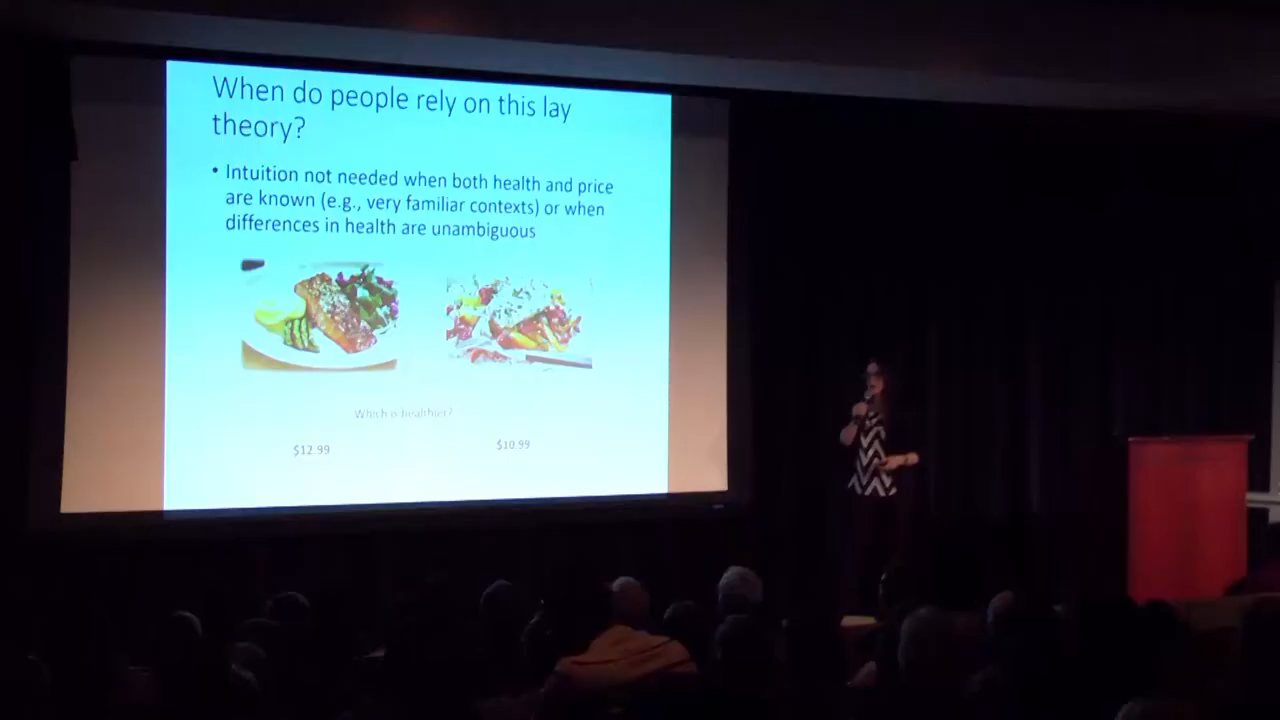 When do people rely on this lay
theory?
• Intuition not needed when both health and price
are known (e.g., very familiar contexts) or when
differences in health are unambiguous
Which is healthier?
$12.99
$10.99